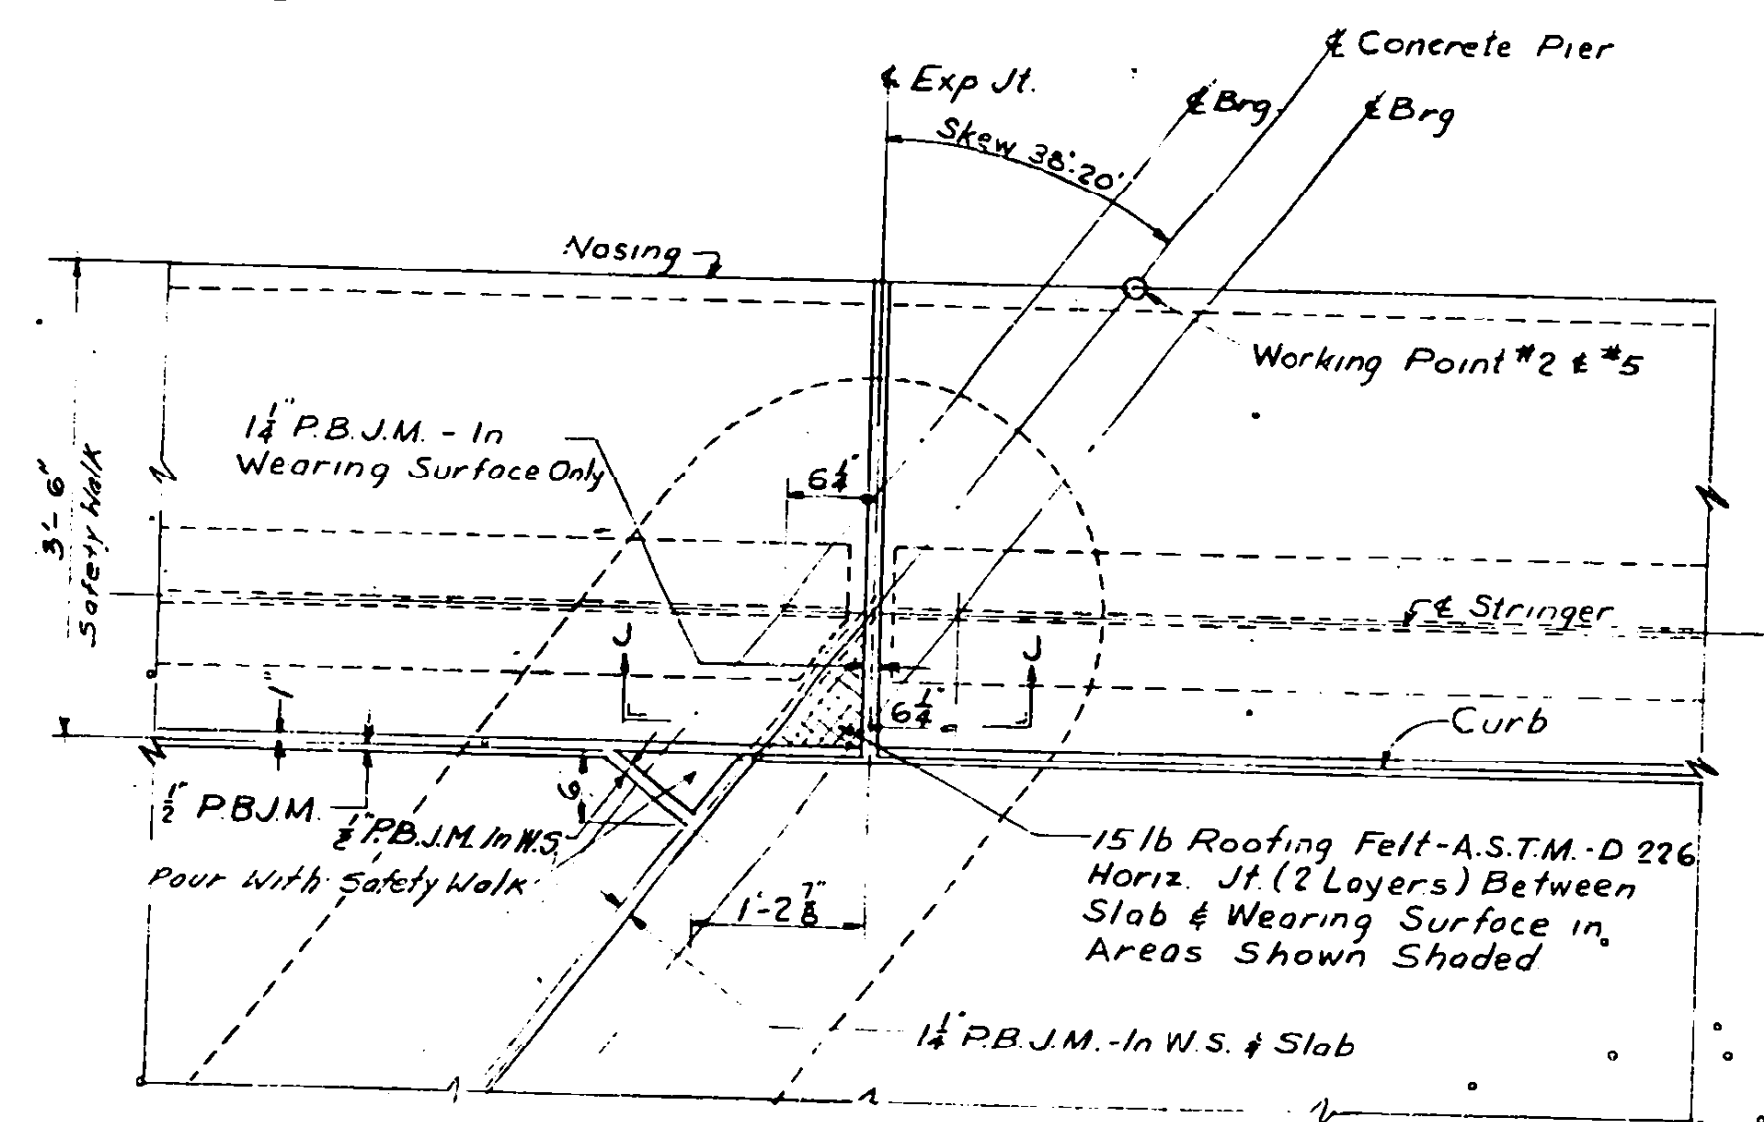 ℄ Concrete Pier
℄ Exp Jt.
℄ Brg.
℄ Brg
Skew 38°-20'
Nosing
Working Point #2 & #5
1¼" P.B.J.M. - In
Wearing Surface Only
6¼"
3'-6"
Safety Walk
℄ Stringer
J
J
1"
6¼"
Curb
½" P.B.J.M.
6"
½" P.B.J.M. In W.S.
Pour With Safety Walk
15 lb Roofing Felt-A.S.T.M.-D 226
Horiz. Jt. (2 Layers) Between
Slab & Wearing Surface in
Areas Shown Shaded
1'-2⅞"
1¼" P.B.J.M.-In W.S. & Slab